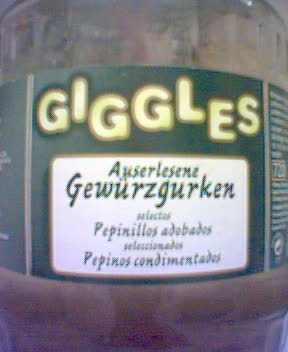 GIGGLES
Auserlesene
Gewürzgurken
selectos
Pepinillos adobados
seleccionados
Pepinos condimentados